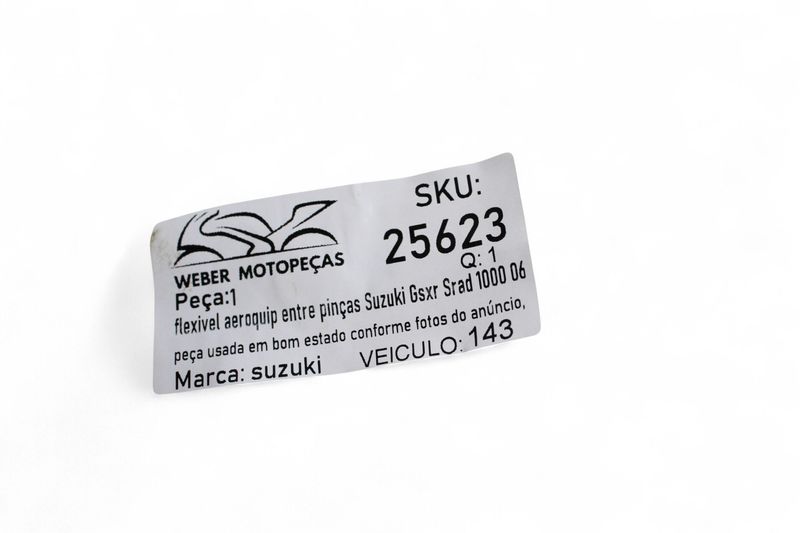 SKU:
25623
Q: 1
WEBER MOTOPEÇAS
Peça:1
flexivel aeroquip entre pinças Suzuki Gsxr Srad 1000 06
peça usada em bom estado conforme fotos do anúncio,
Marca: suzuki VEICULO: 143